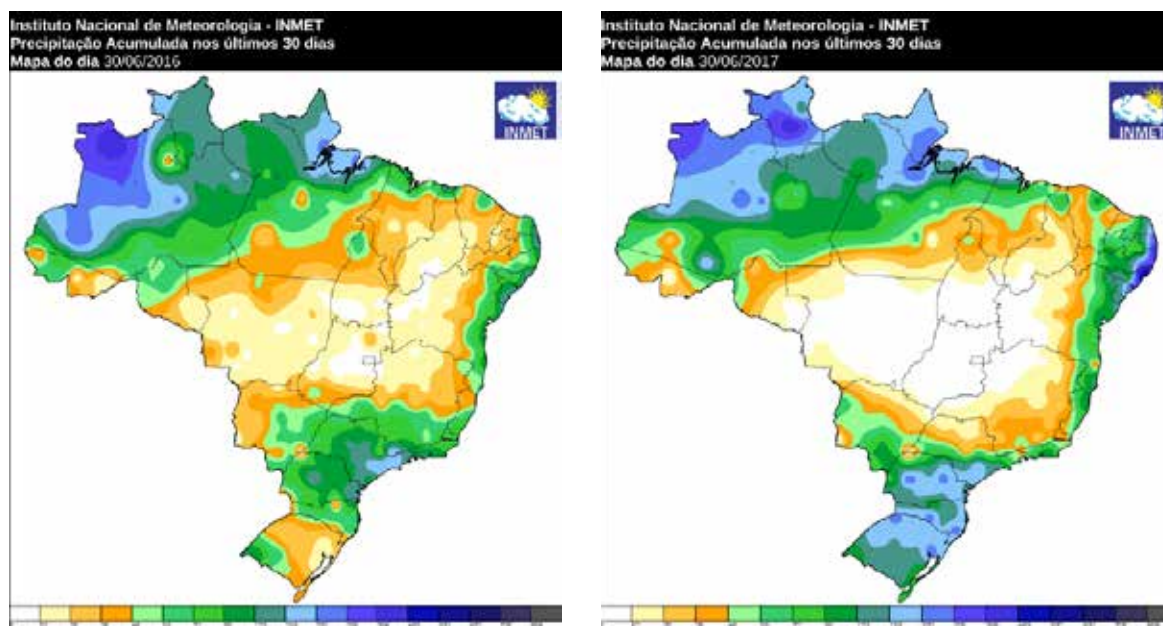 Instituto Nacional de Meteorologia - INMET
Precipitação Acumulada nos últimos 30 dias
Mapa do dia 30/06/2016
INMET
Instituto Nacional de Meteorologia - INMET
Precipitação Acumulada nos últimos 30 dias
Mapa do dia 30/06/2017
INMET